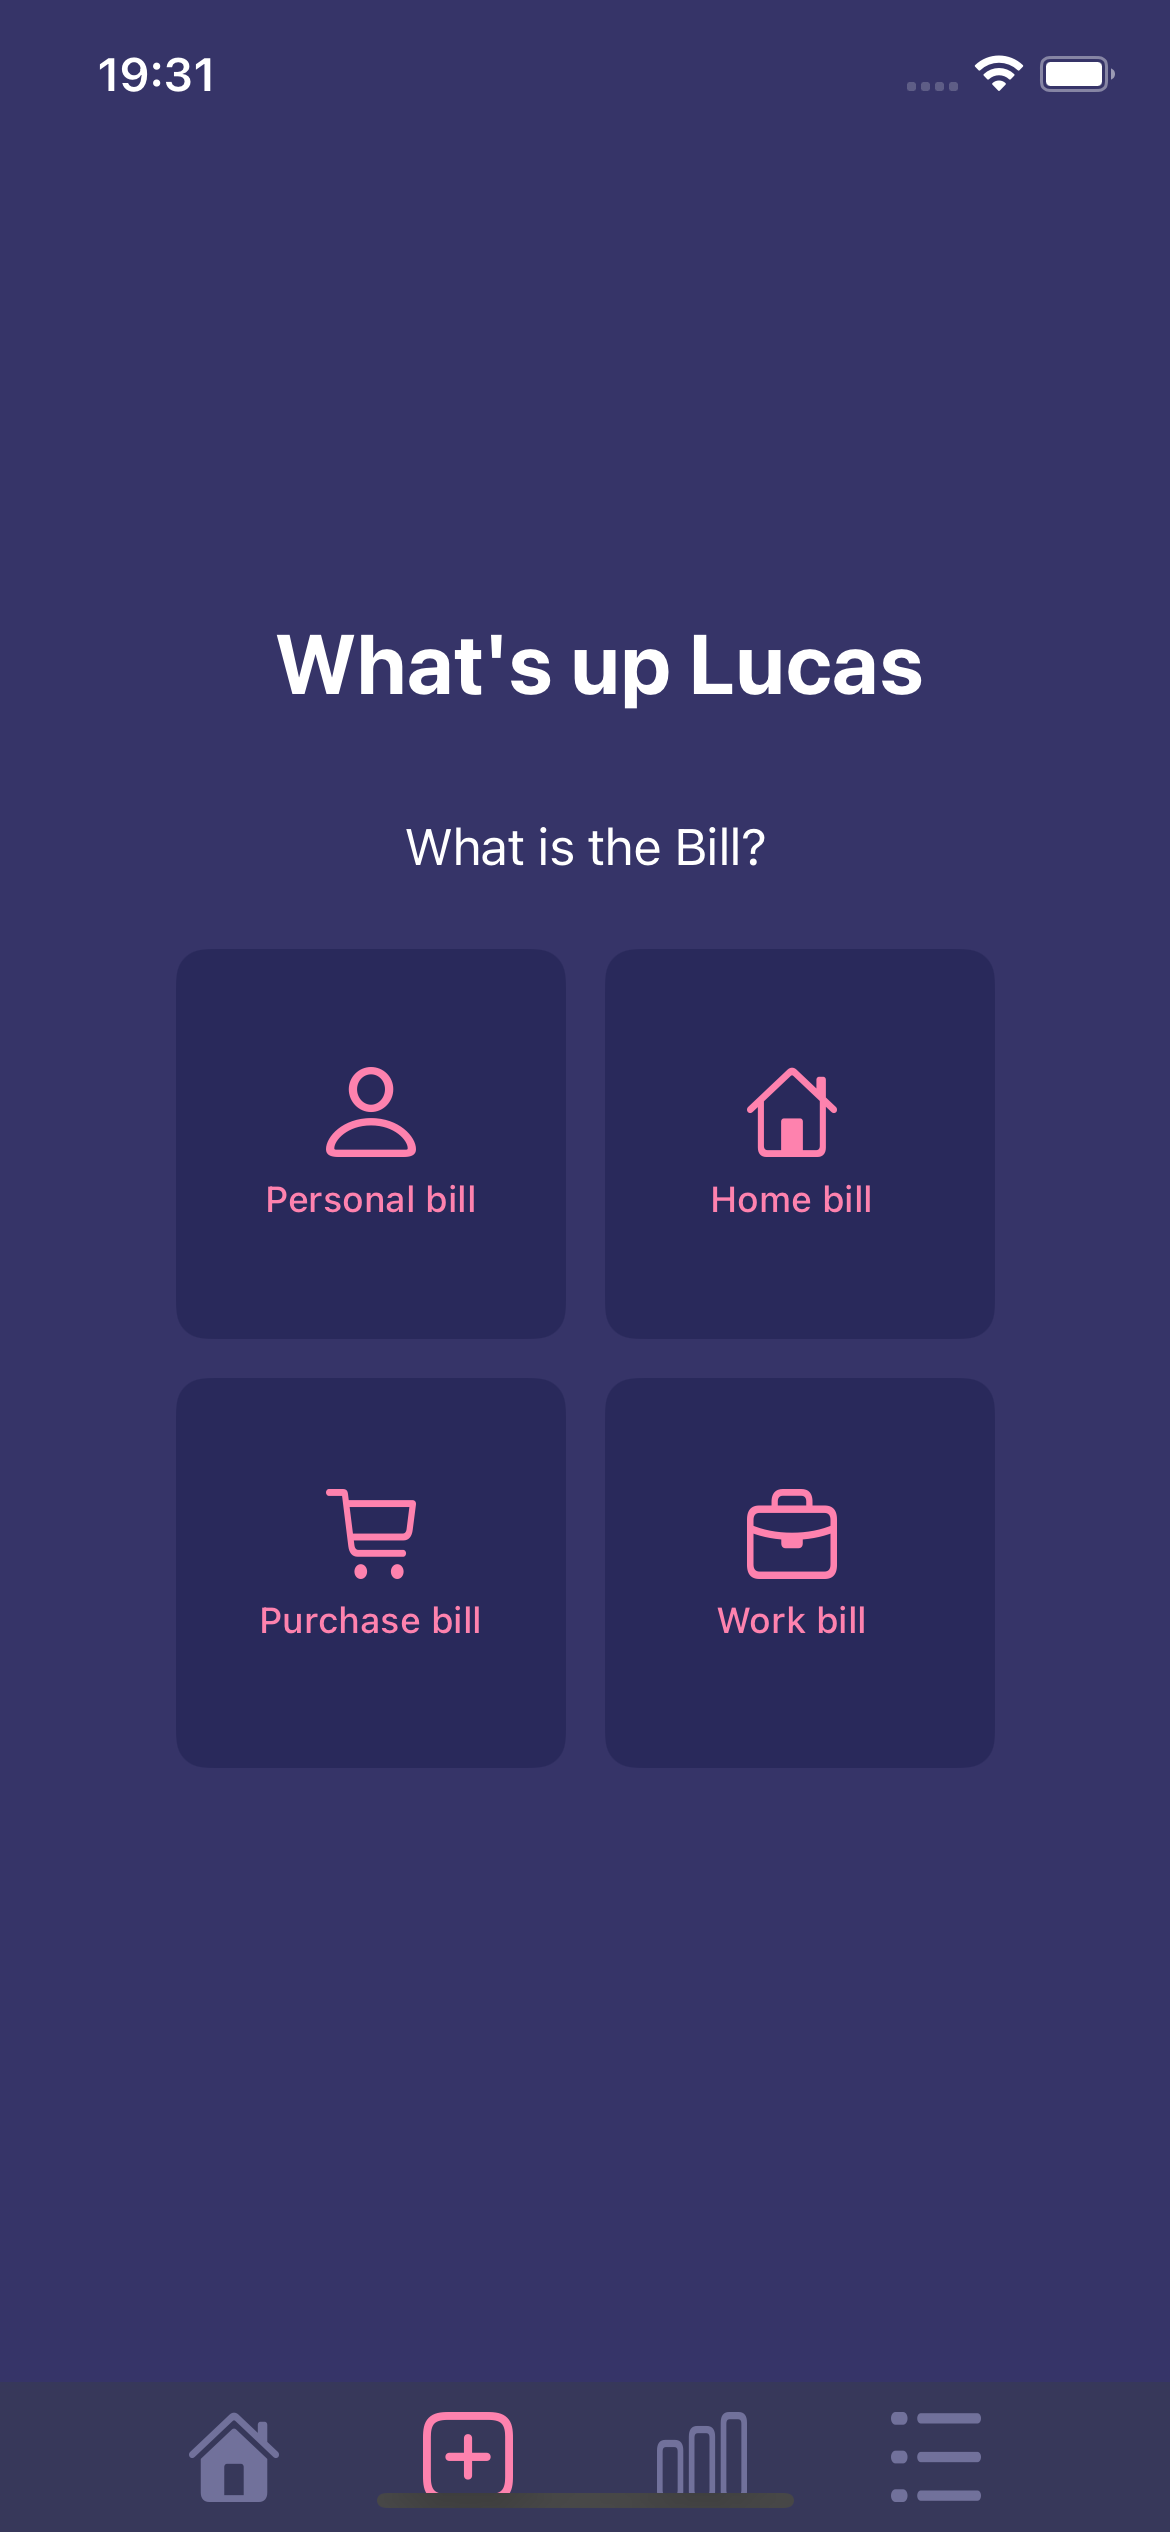 19:31
What's up Lucas
What is the Bill?
Personal bill
Home bill
Purchase bill
Work bill